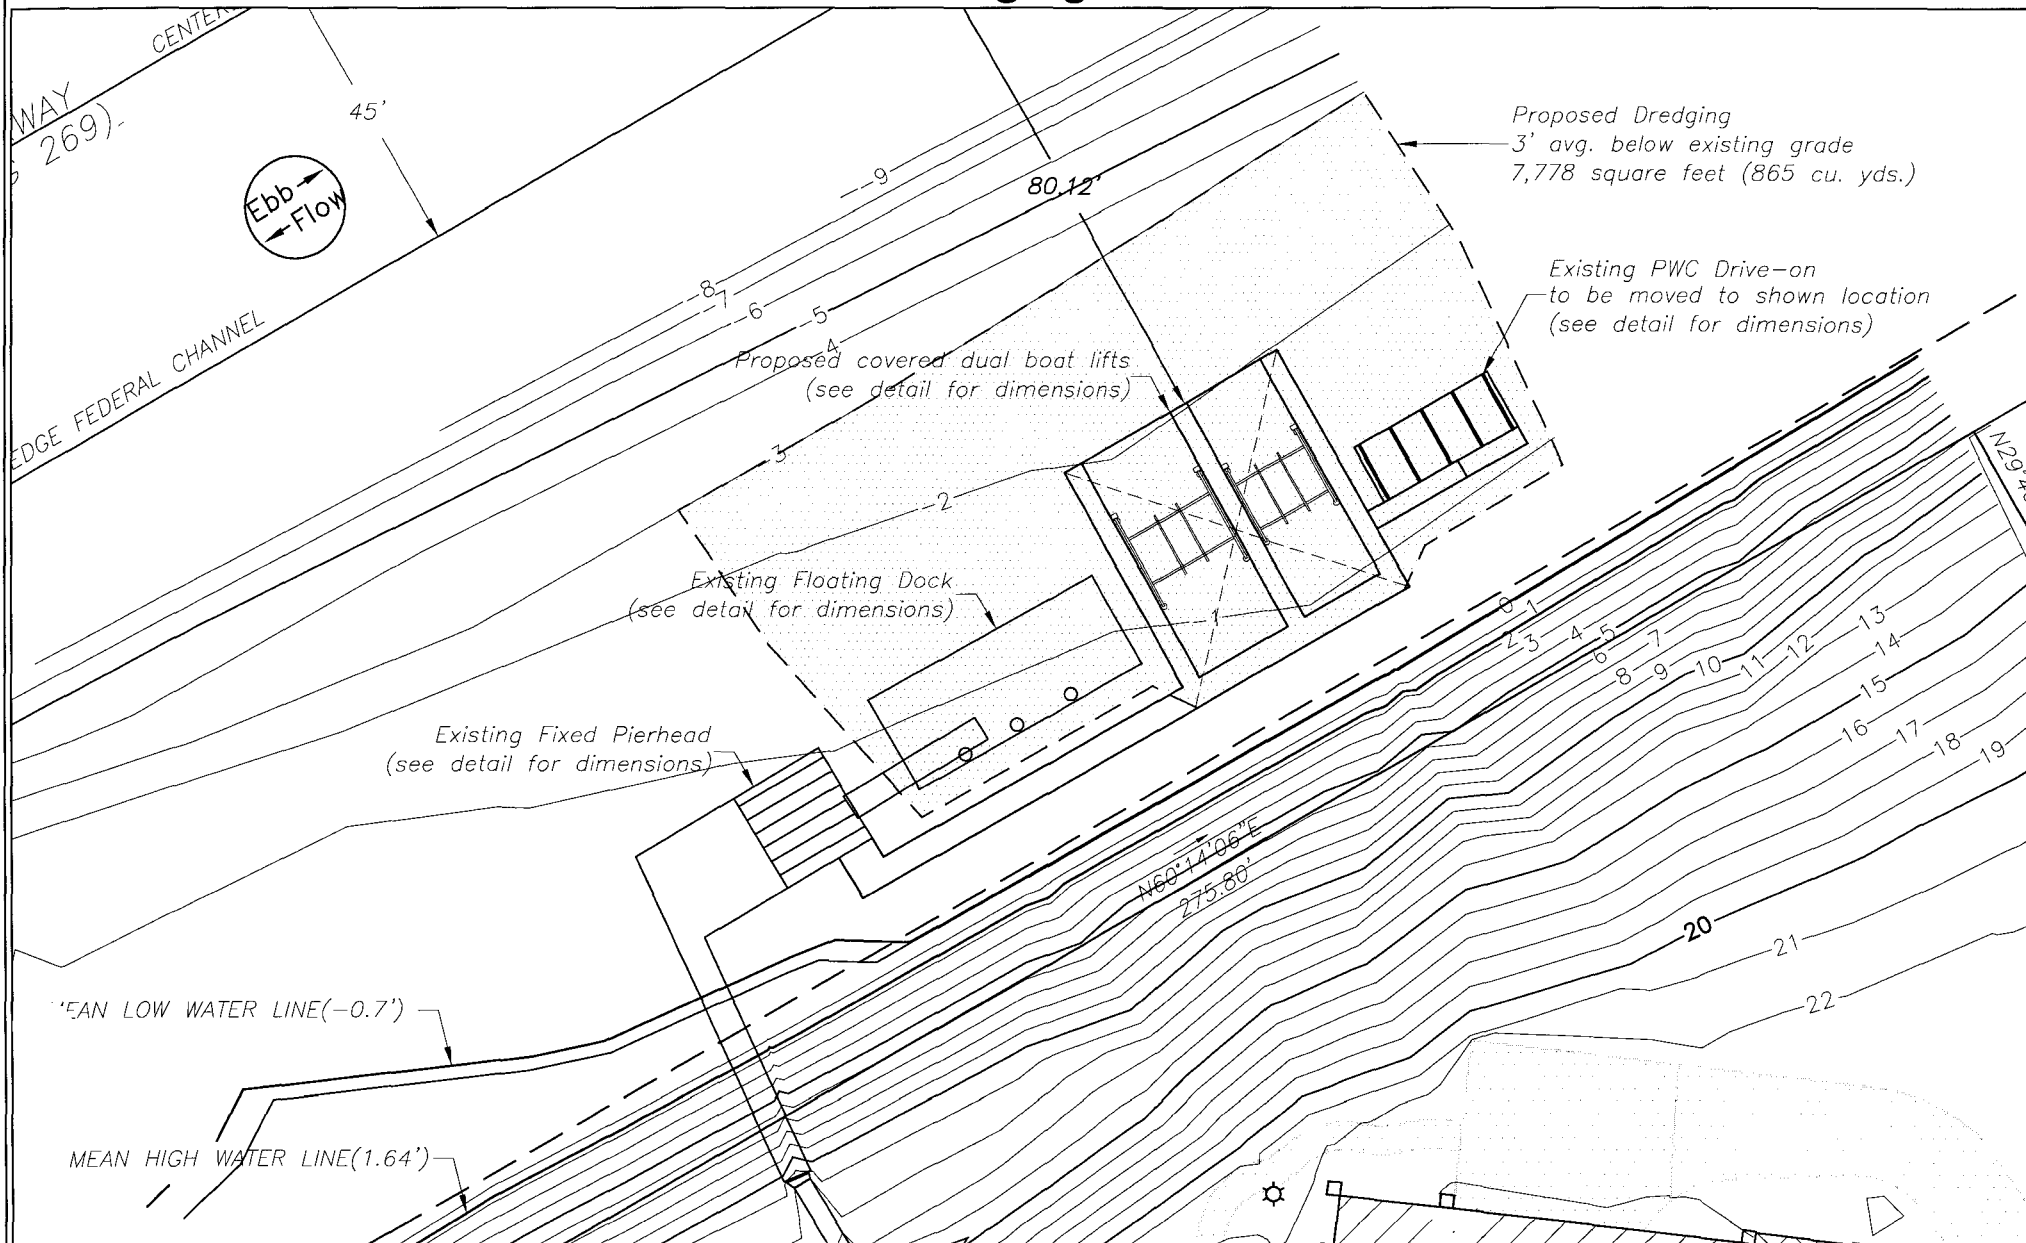 WAY
269).
45'
Ebb
Flow
EDGE FEDERAL CHANNEL
80.12'
Proposed Dredging
3' avg. below existing grade
7,778 square feet (865 cu. yds.)
Existing PWC Drive-on
to be moved to shown location
(see detail for dimensions)
-9
-8
-7
-6
-5
-4
-3
-2
-1
Proposed covered dual boat lifts
(see detail for dimensions)
Existing Floating Dock
(see detail for dimensions)
Existing Fixed Pierhead
(see detail for dimensions)
0
1
2
3
4
5
6
7
8
9
10
11
12
13
14
15
16
17
18
19
20
21
22
N60°14'06"E
275.80'
EAN LOW WATER LINE(-0.7')
MEAN HIGH WATER LINE(1.64')